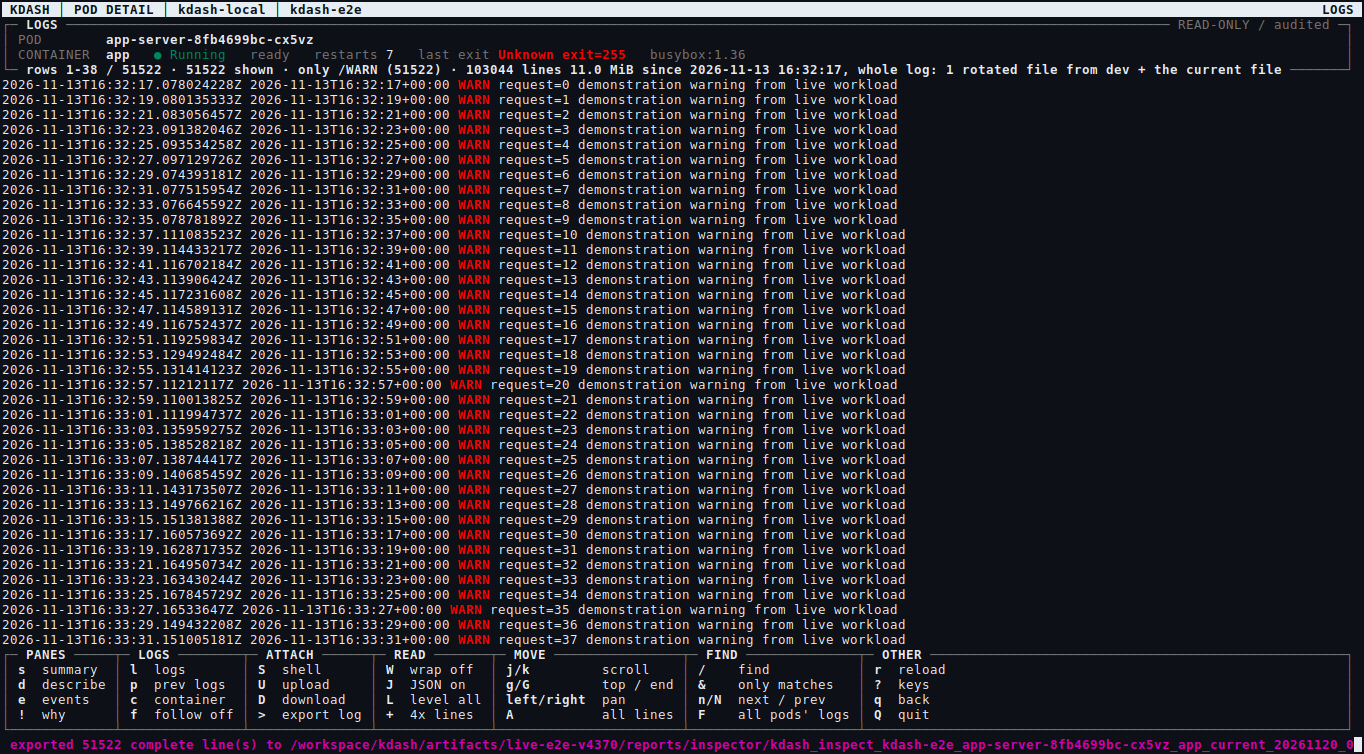 KDASH │ POD DETAIL │ kdash-local │ kdash-e2e LOGS
LOGS READ-ONLY / audited
POD app-server-8fb4699bc-cx5vz
CONTAINER app ● Running ready restarts 7 last exit Unknown exit=255 busybox:1.36
rows 1-38 / 51522 · 51522 shown · only /WARN (51522) · 103044 lines 11.0 MiB since 2026-11-13 16:32:17, whole log: 1 rotated file from dev + the current file
2026-11-13T16:32:17.078024228Z 2026-11-13T16:32:17+00:00 WARN request=0 demonstration warning from live workload
2026-11-13T16:32:19.080135333Z 2026-11-13T16:32:19+00:00 WARN request=1 demonstration warning from live workload
2026-11-13T16:32:21.083056457Z 2026-11-13T16:32:21+00:00 WARN request=2 demonstration warning from live workload
2026-11-13T16:32:23.091382046Z 2026-11-13T16:32:23+00:00 WARN request=3 demonstration warning from live workload
2026-11-13T16:32:25.093534258Z 2026-11-13T16:32:25+00:00 WARN request=4 demonstration warning from live workload
2026-11-13T16:32:27.097129726Z 2026-11-13T16:32:27+00:00 WARN request=5 demonstration warning from live workload
2026-11-13T16:32:29.074393181Z 2026-11-13T16:32:29+00:00 WARN request=6 demonstration warning from live workload
2026-11-13T16:32:31.077515954Z 2026-11-13T16:32:31+00:00 WARN request=7 demonstration warning from live workload
2026-11-13T16:32:33.076645592Z 2026-11-13T16:32:33+00:00 WARN request=8 demonstration warning from live workload
2026-11-13T16:32:35.078781892Z 2026-11-13T16:32:35+00:00 WARN request=9 demonstration warning from live workload
2026-11-13T16:32:37.111083523Z 2026-11-13T16:32:37+00:00 WARN request=10 demonstration warning from live workload
2026-11-13T16:32:39.114433217Z 2026-11-13T16:32:39+00:00 WARN request=11 demonstration warning from live workload
2026-11-13T16:32:41.116702184Z 2026-11-13T16:32:41+00:00 WARN request=12 demonstration warning from live workload
2026-11-13T16:32:43.113906424Z 2026-11-13T16:32:43+00:00 WARN request=13 demonstration warning from live workload
2026-11-13T16:32:45.117231608Z 2026-11-13T16:32:45+00:00 WARN request=14 demonstration warning from live workload
2026-11-13T16:32:47.114589131Z 2026-11-13T16:32:47+00:00 WARN request=15 demonstration warning from live workload
2026-11-13T16:32:49.116752437Z 2026-11-13T16:32:49+00:00 WARN request=16 demonstration warning from live workload
2026-11-13T16:32:51.119259834Z 2026-11-13T16:32:51+00:00 WARN request=17 demonstration warning from live workload
2026-11-13T16:32:53.129492484Z 2026-11-13T16:32:53+00:00 WARN request=18 demonstration warning from live workload
2026-11-13T16:32:55.131414123Z 2026-11-13T16:32:55+00:00 WARN request=19 demonstration warning from live workload
2026-11-13T16:32:57.11212117Z 2026-11-13T16:32:57+00:00 WARN request=20 demonstration warning from live workload
2026-11-13T16:32:59.110013825Z 2026-11-13T16:32:59+00:00 WARN request=21 demonstration warning from live workload
2026-11-13T16:33:01.111994737Z 2026-11-13T16:33:01+00:00 WARN request=22 demonstration warning from live workload
2026-11-13T16:33:03.135959275Z 2026-11-13T16:33:03+00:00 WARN request=23 demonstration warning from live workload
2026-11-13T16:33:05.138528218Z 2026-11-13T16:33:05+00:00 WARN request=24 demonstration warning from live workload
2026-11-13T16:33:07.138744417Z 2026-11-13T16:33:07+00:00 WARN request=25 demonstration warning from live workload
2026-11-13T16:33:09.140685459Z 2026-11-13T16:33:09+00:00 WARN request=26 demonstration warning from live workload
2026-11-13T16:33:11.143173507Z 2026-11-13T16:33:11+00:00 WARN request=27 demonstration warning from live workload
2026-11-13T16:33:13.149766216Z 2026-11-13T16:33:13+00:00 WARN request=28 demonstration warning from live workload
2026-11-13T16:33:15.151381388Z 2026-11-13T16:33:15+00:00 WARN request=29 demonstration warning from live workload
2026-11-13T16:33:17.160573692Z 2026-11-13T16:33:17+00:00 WARN request=30 demonstration warning from live workload
2026-11-13T16:33:19.162871735Z 2026-11-13T16:33:19+00:00 WARN request=31 demonstration warning from live workload
2026-11-13T16:33:21.164950734Z 2026-11-13T16:33:21+00:00 WARN request=32 demonstration warning from live workload
2026-11-13T16:33:23.163430244Z 2026-11-13T16:33:23+00:00 WARN request=33 demonstration warning from live workload
2026-11-13T16:33:25.167845729Z 2026-11-13T16:33:25+00:00 WARN request=34 demonstration warning from live workload
2026-11-13T16:33:27.16533647Z 2026-11-13T16:33:27+00:00 WARN request=35 demonstration warning from live workload
2026-11-13T16:33:29.149432208Z 2026-11-13T16:33:29+00:00 WARN request=36 demonstration warning from live workload
2026-11-13T16:33:31.151005181Z 2026-11-13T16:33:31+00:00 WARN request=37 demonstration warning from live workload
PANES LOGS ATTACH READ MOVE FIND OTHER
s summary l logs S shell W wrap off j/k scroll / find r reload
d describe p prev logs U upload J JSON on g/G top / end & only matches ? keys
e events c container D download L level all left/right pan n/N next / prev q back
! why f follow off > export log + 4x lines A all lines F all pods' logs Q quit
exported 51522 complete line(s) to /workspace/kdash/artifacts/live-e2e-v4370/reports/inspector/kdash_inspect_kdash-e2e_app-server-8fb4699bc-cx5vz_app_current_20261120_0